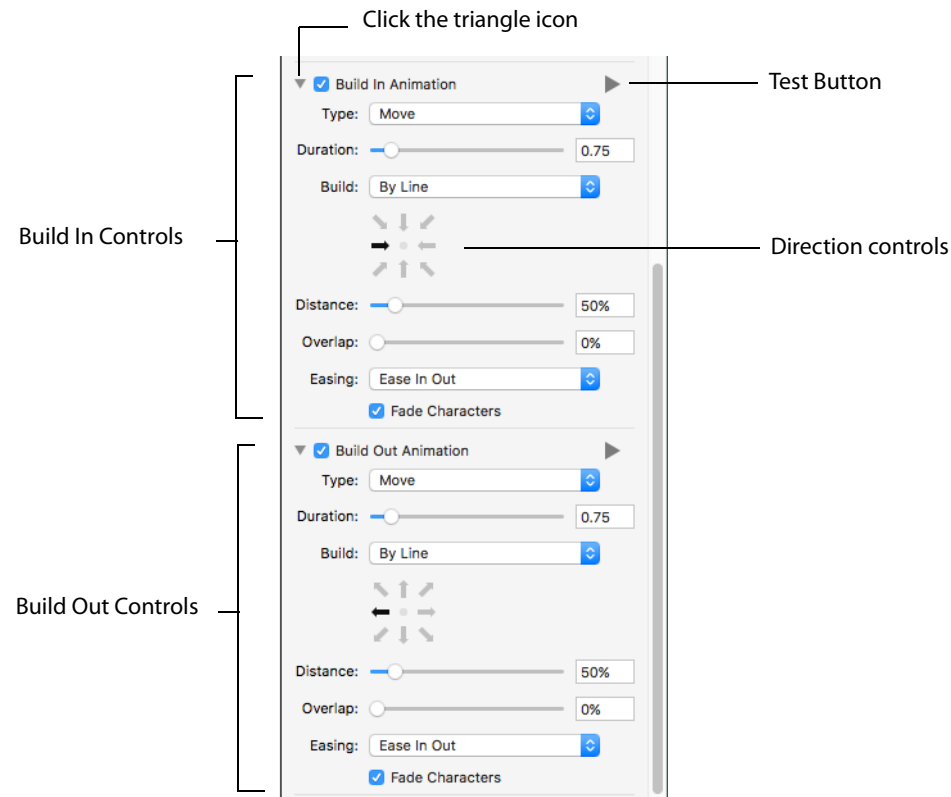 Click the triangle icon
Build In Animation
Test Button
Type: Move
Duration: 0.75
Build: By Line
Build In Controls
Direction controls
Distance: 50%
Overlap: 0%
Easing: Ease In Out
Fade Characters
Build Out Animation
Type: Move
Duration: 0.75
Build: By Line
Build Out Controls
Distance: 50%
Overlap: 0%
Easing: Ease In Out
Fade Characters